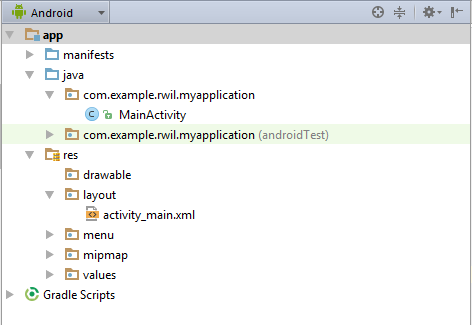 Android
app
manifests
java
com.example.rwil.myapplication
C MainActivity
com.example.rwil.myapplication (androidTest)
res
drawable
layout
activity_main.xml
menu
mipmap
values
Gradle Scripts